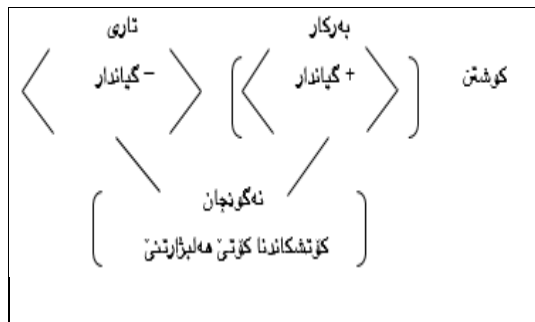 بەرکار تاری
کوشتن + گیاندار – گیاندار
نەگونجان
کۆتشکاندنا کۆتێ هەلبژارتنێ